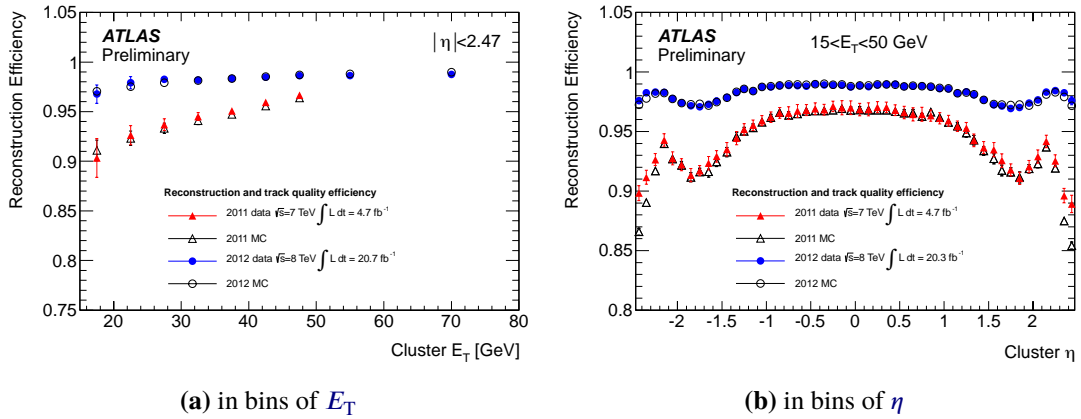 ATLAS
Preliminary
|η|<2.47
Reconstruction Efficiency
1.1
1.05
1
0.95
0.9
0.85
0.8
0.75
Reconstruction and track quality efficiency
2011 data √s=7 TeV ∫ L dt = 4.7 fb⁻¹
2011 MC
2012 data √s=8 TeV ∫ L dt = 20.7 fb⁻¹
2012 MC
20 30 40 50 60 70 80
Cluster E_T [GeV]
(a) in bins of E_T
ATLAS
Preliminary
15<E_T<50 GeV
Reconstruction Efficiency
1.05
1
0.95
0.9
0.85
0.8
Reconstruction and track quality efficiency
2011 data √s=7 TeV ∫ L dt = 4.7 fb⁻¹
2011 MC
2012 data √s=8 TeV ∫ L dt = 20.3 fb⁻¹
2012 MC
-2 -1.5 -1 -0.5 0 0.5 1 1.5 2
Cluster η
(b) in bins of η